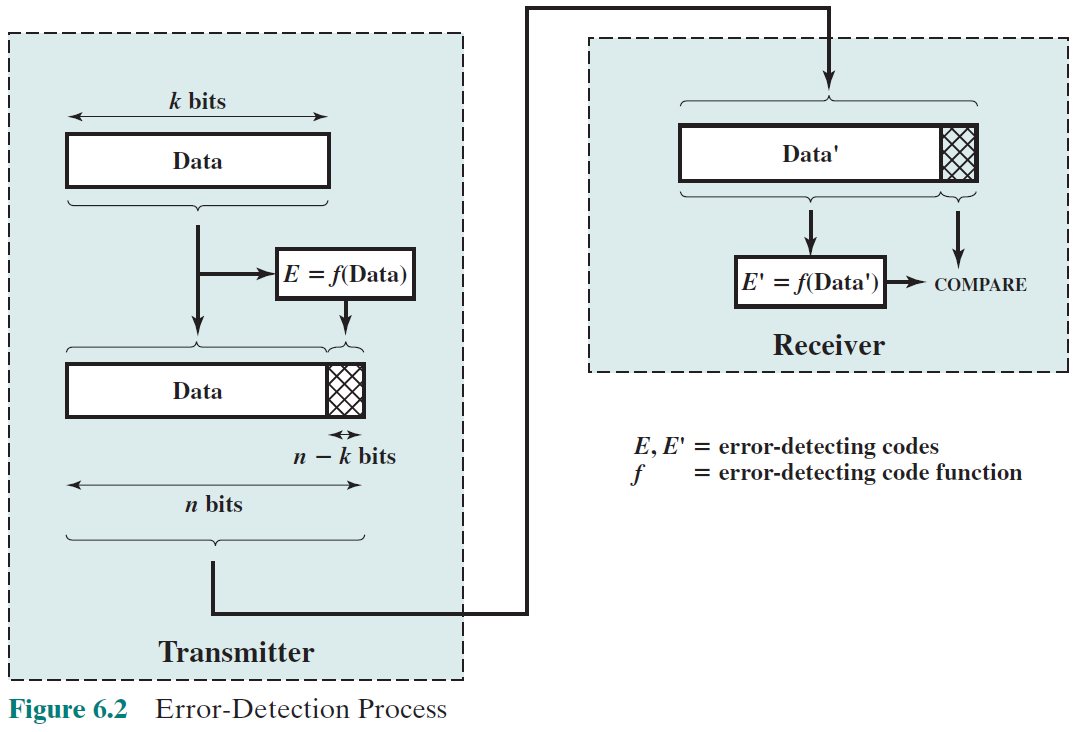 k bits
Data
E = f(Data)
Data
n − k bits
n bits
Transmitter
Data'
E' = f(Data')
COMPARE
Receiver
E, E' = error-detecting codes
f = error-detecting code function
Figure 6.2 Error-Detection Process